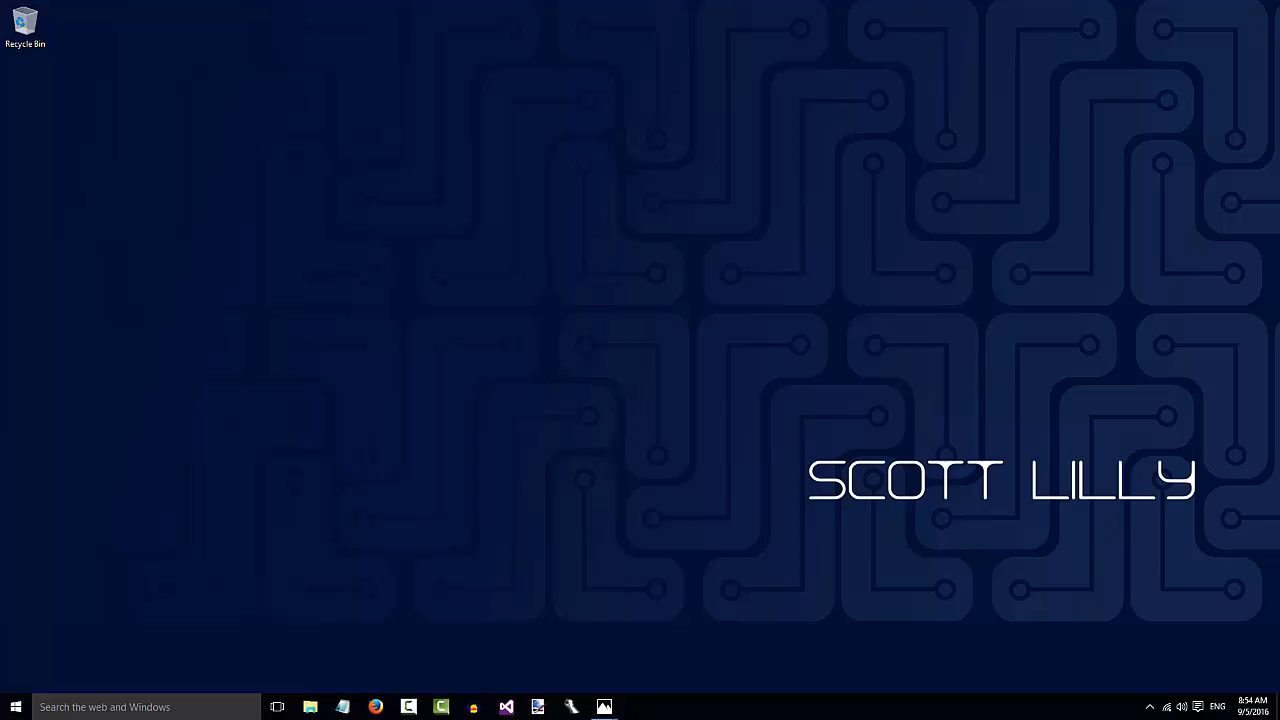 Recycle Bin
SCOTT LILLY
Search the web and Windows
ENG
8:54 AM
9/5/2016